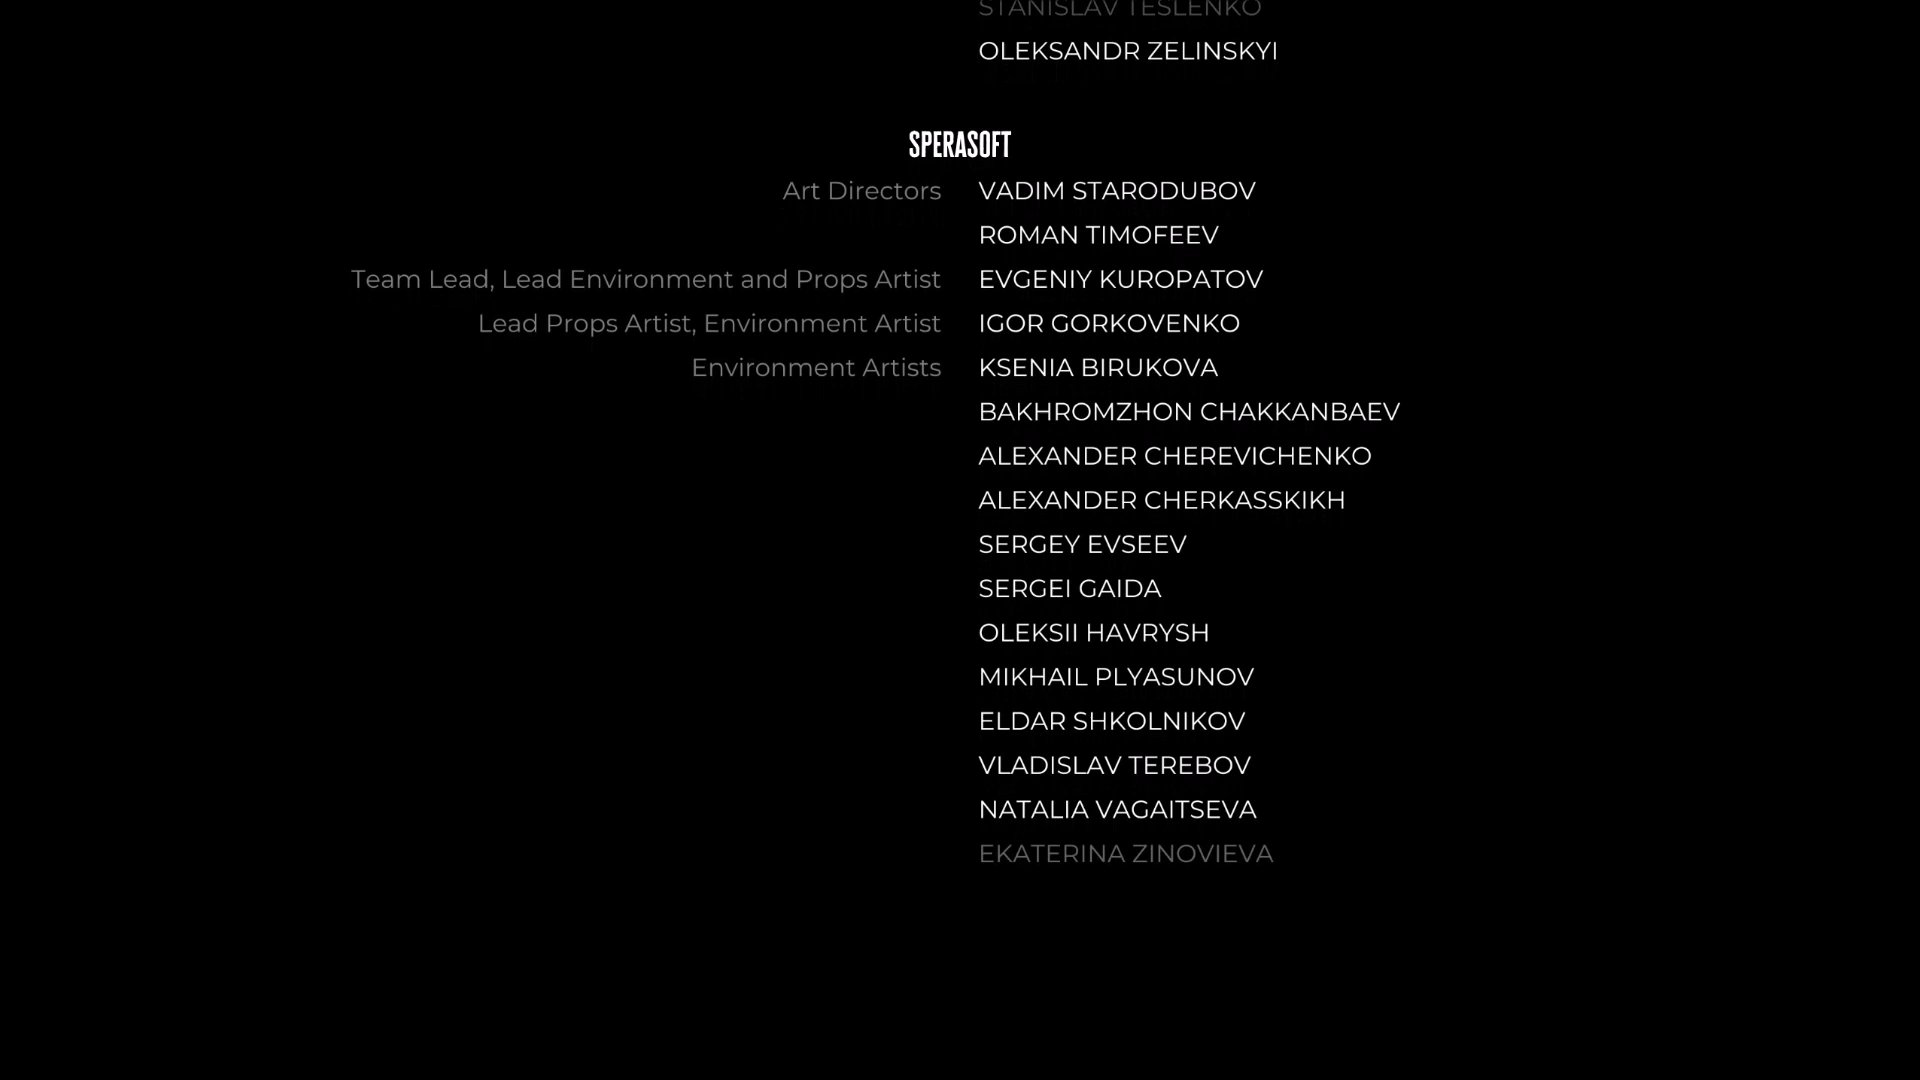 STANISLAV TESLENKO
OLEKSANDR ZELINSKYI
SPERASOFT
Art Directors VADIM STARODUBOV
ROMAN TIMOFEEV
Team Lead, Lead Environment and Props Artist EVGENIY KUROPATOV
Lead Props Artist, Environment Artist IGOR GORKOVENKO
Environment Artists KSENIA BIRUKOVA
BAKHROMZHON CHAKKANBAEV
ALEXANDER CHEREVICHENKO
ALEXANDER CHERKASSKIKH
SERGEY EVSEEV
SERGEI GAIDA
OLEKSII HAVRYSH
MIKHAIL PLYASUNOV
ELDAR SHKOLNIKOV
VLADISLAV TEREBOV
NATALIA VAGAITSEVA
EKATERINA ZINOVIEVA